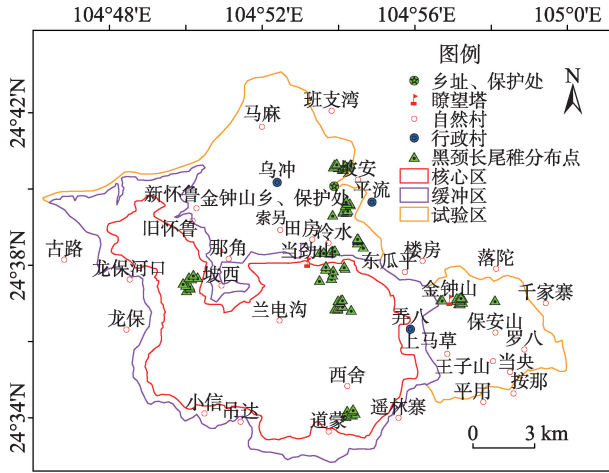 104°48′E 104°52′E 104°56′E 105°0′E
24°42′N
24°38′N
24°34′N
图例
乡址、保护处
瞭望塔
自然村
行政村
黑颈长尾稚分布点
核心区
缓冲区
试验区
N
班支湾
马麻
乌冲
平流
新怀鲁
金钟山乡、保护处
索另
旧怀鲁
田房
冷水
古路
那角
当劲
东瓜平
楼房
落陀
龙保河口
坡西
金钟山
千家寨
龙保
兰电沟
弄八
上马草
保安山
罗八
王子山
当央
西舍
平用
按那
小信
吊达
道蒙
遥林寨
0 3 km